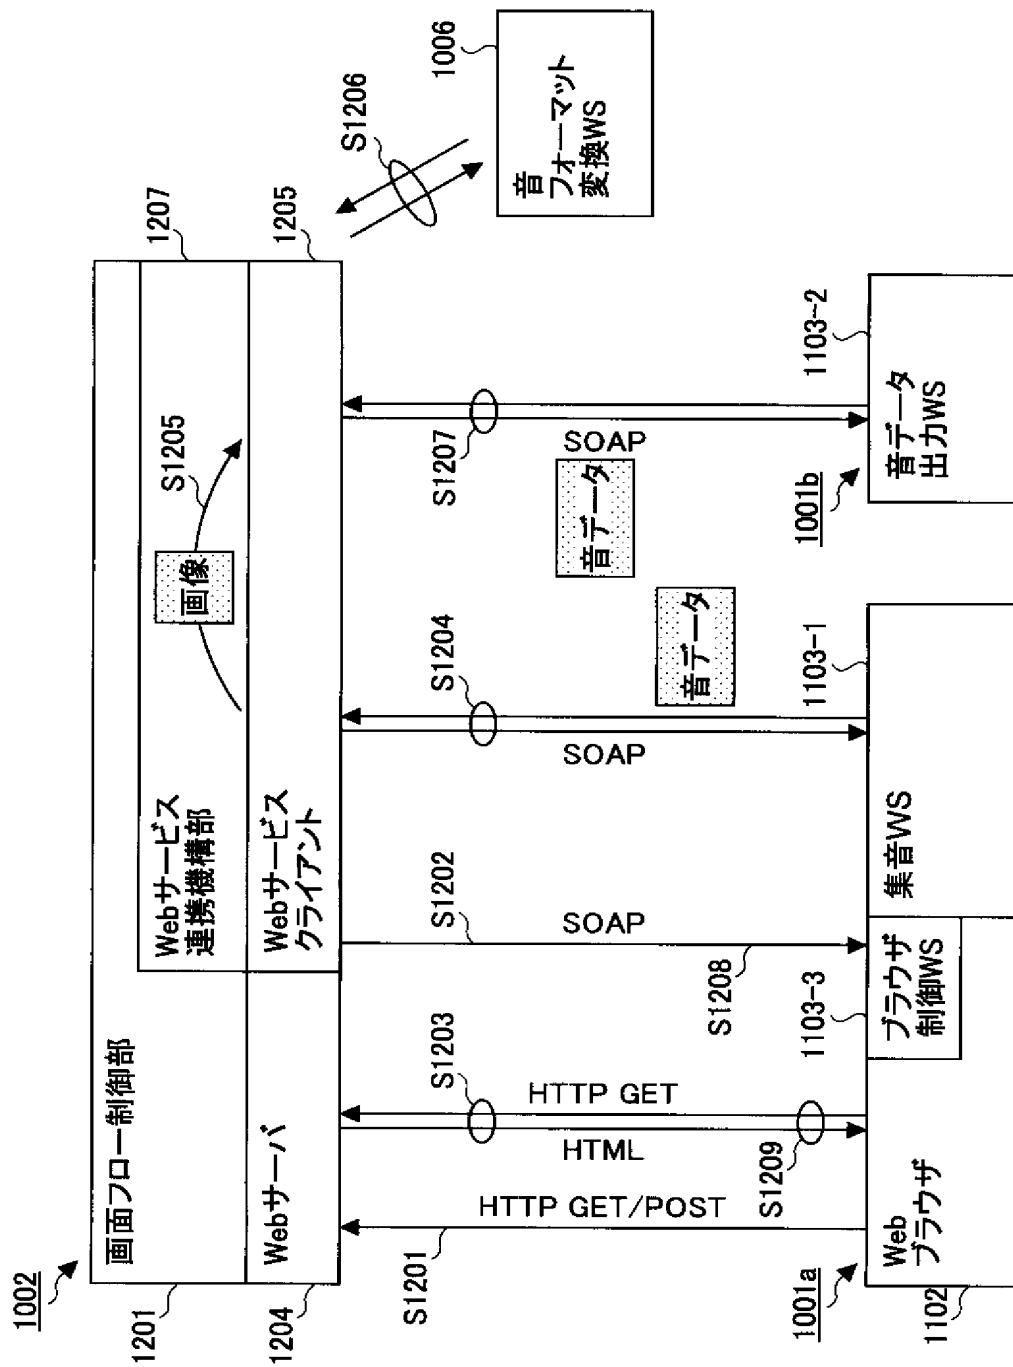 1002
1201
画面フロー制御部
1204
Webサーバ
Webサービス
連携機構部
1207
Webサービス
クライアント
1205
画像
S1205
S1206
1006
音
フォーマット
変換WS
S1201
HTTP GET/POST
S1203
HTTP GET
HTML
S1209
S1202
SOAP
S1208
S1204
SOAP
音データ
S1207
SOAP
音データ
1001a
1102
Web
ブラウザ
1103-3
ブラウザ
制御WS
1103-1
集音WS
1001b
1103-2
音データ
出力WS